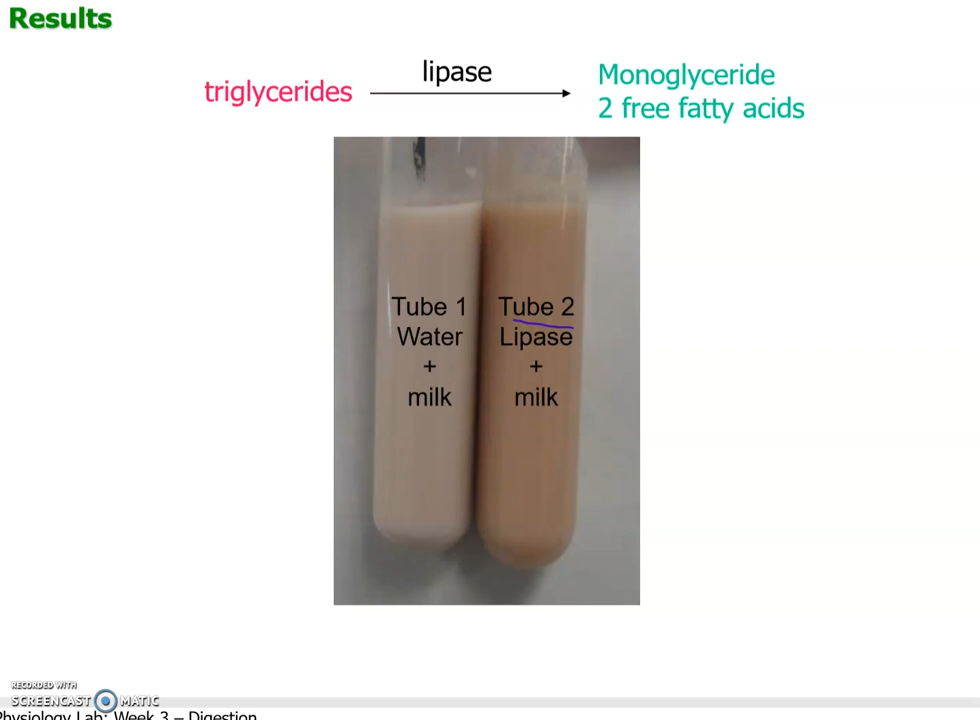 Results
lipase
triglycerides
Monoglyceride
2 free fatty acids
Tube 1
Water
+
milk
Tube 2
Lipase
+
milk
RECORDED WITH
SCREENCAST MATIC
Physiology Lab: Week 3 – Digestion